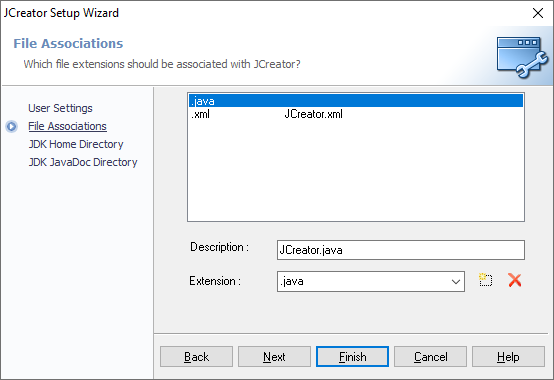 JCreator Setup Wizard
File Associations
Which file extensions should be associated with JCreator?
User Settings
File Associations
JDK Home Directory
JDK JavaDoc Directory
.java
.xml JCreator.xml
Description : JCreator.java
Extension : .java
Back Next Finish Cancel Help